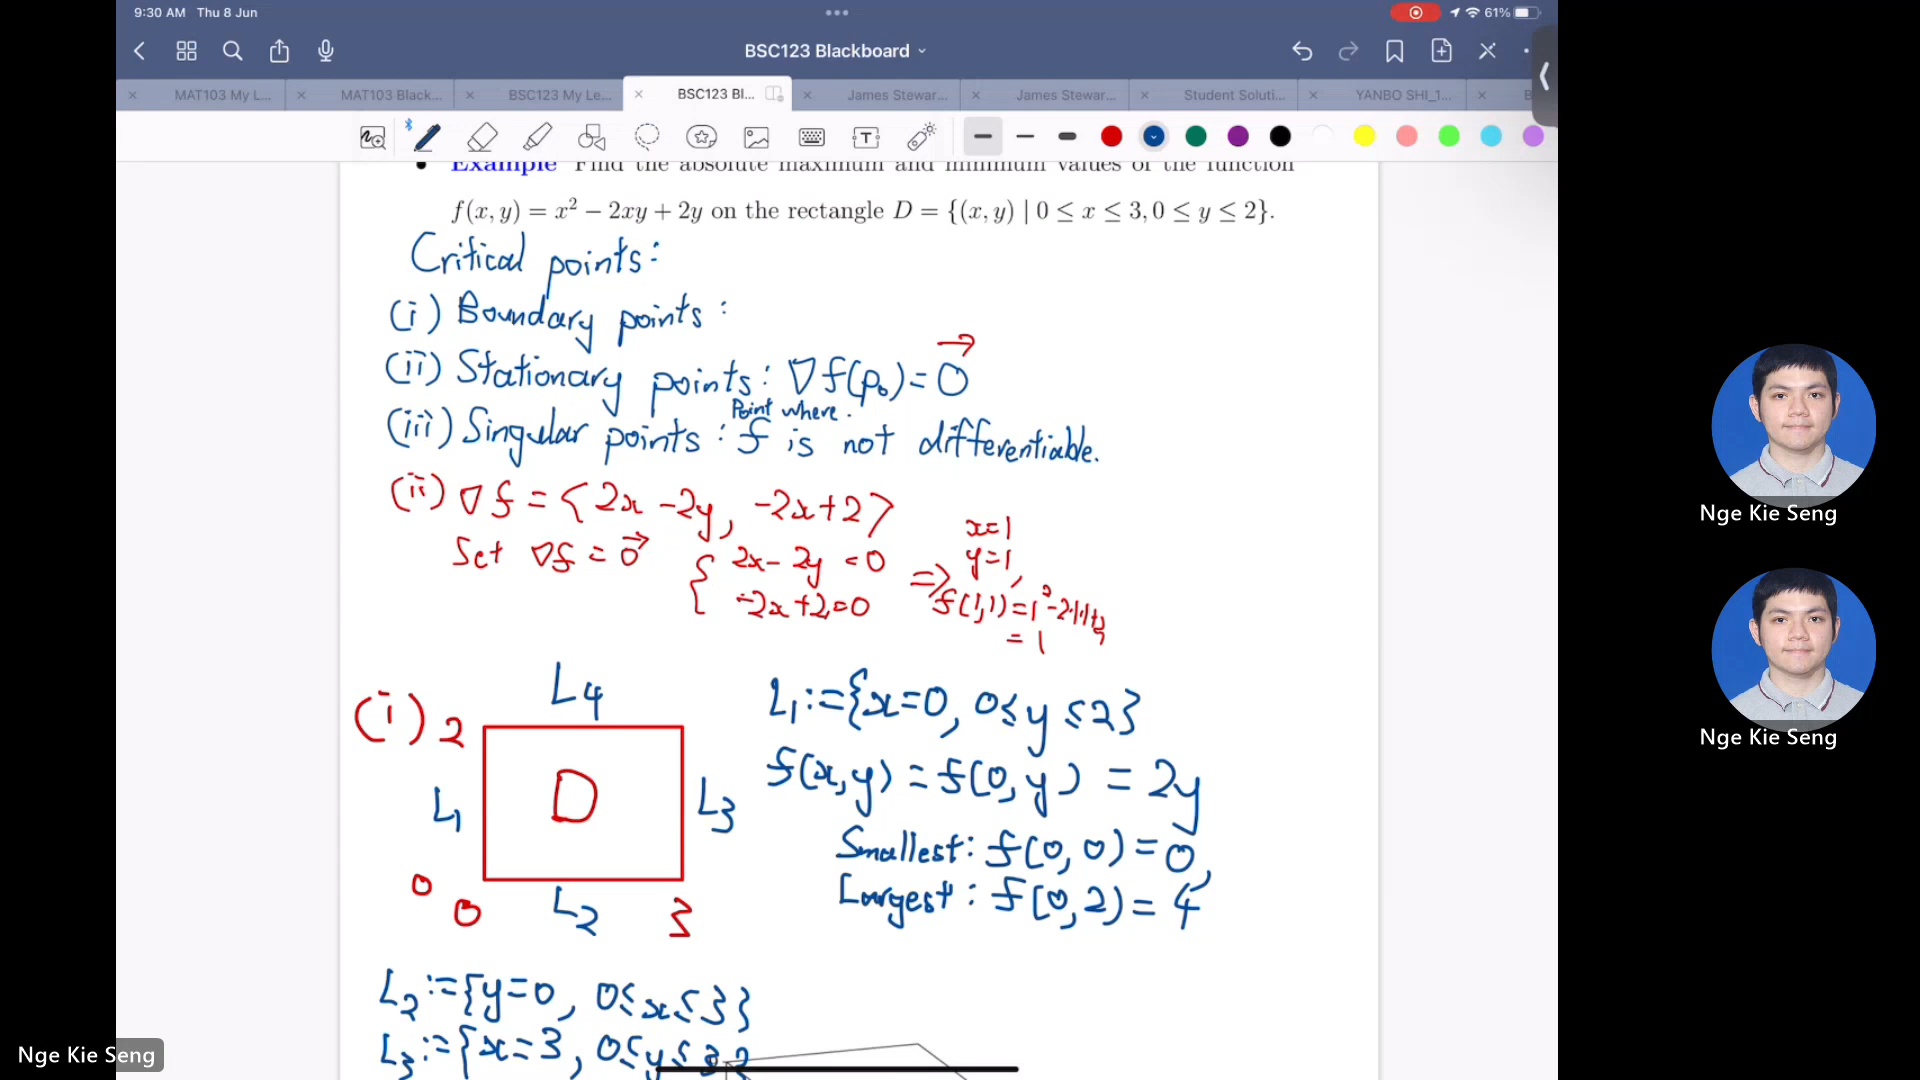 9:30 AM Thu 8 Jun
61%
BSC123 Blackboard
MAT103 My L...
MAT103 Black...
BSC123 My Le...
BSC123 Bl...
James Stewar...
James Stewar...
Student Soluti...
YANBO SHI_1...
B
• Example Find the absolute maximum and minimum values of the function
f(x, y) = x² − 2xy + 2y on the rectangle D = {(x, y) | 0 ≤ x ≤ 3, 0 ≤ y ≤ 2}.
Critical points:
(i) Boundary points:
(ii) Stationary points: ∇f(p₀) = 0⃗
Point where.
(iii) Singular points: f is not differentiable.
(ii) ∇f = ⟨2x − 2y, −2x + 2⟩
Set ∇f = 0⃗ { 2x − 2y = 0
−2x + 2 = 0
⇒ x=1
y=1,
f(1,1) = 1² − 2·1·1 + 2
= 1
(i) 2
L4
L1
D
L3
0
0
L2
3
L₁ := {x=0, 0 ≤ y ≤ 2}
f(x,y) = f(0,y) = 2y
Smallest: f(0,0) = 0,
Largest: f(0,2) = 4
L₂ := {y=0, 0 ≤ x ≤ 3}
L₃ := {x=3, 0 ≤ y ≤
Nge Kie Seng
Nge Kie Seng
Nge Kie Seng